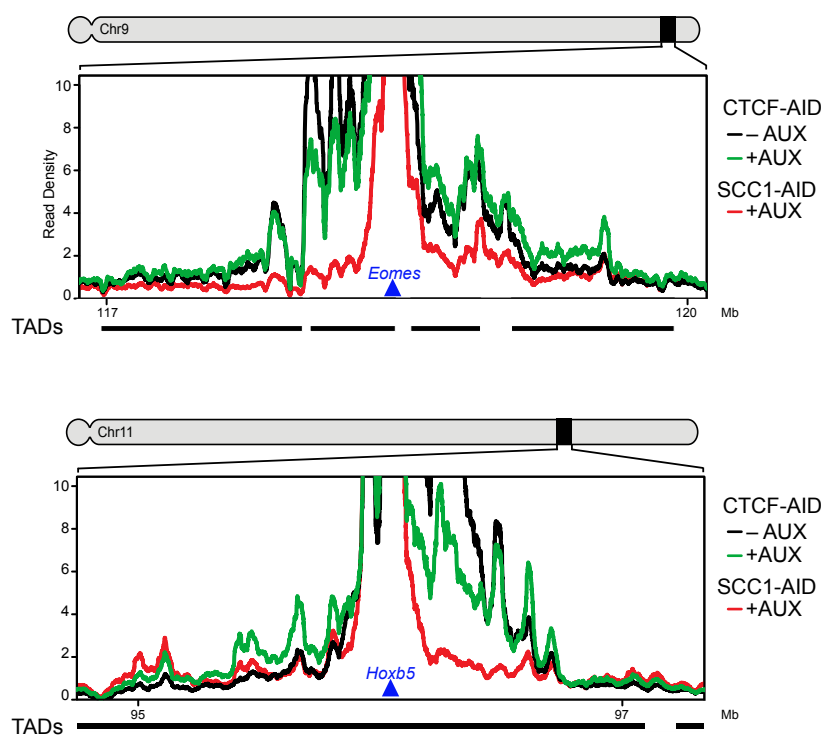 Chr9
10
8
6
4
2
0
Read Density
Eomes
117
120
Mb
TADs
CTCF-AID
– AUX
+AUX
SCC1-AID
+AUX
Chr11
10
8
6
4
2
0
Hoxb5
95
97
Mb
TADs
CTCF-AID
– AUX
+AUX
SCC1-AID
+AUX